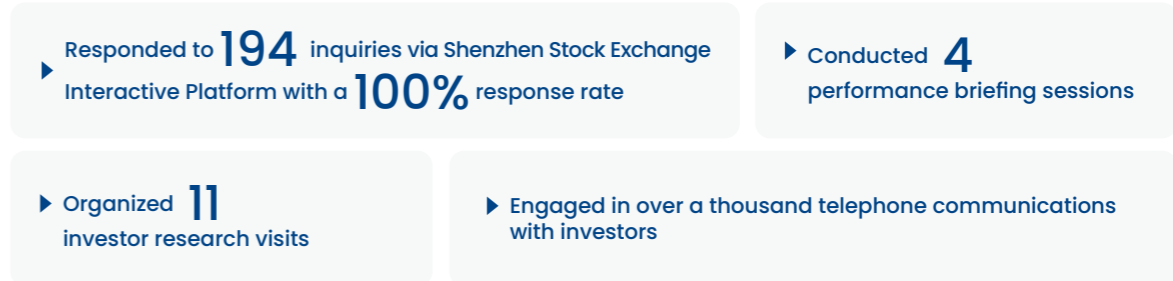 Responded to 194 inquiries via Shenzhen Stock Exchange
Interactive Platform with a 100% response rate
Conducted 4
performance briefing sessions
Organized 11
investor research visits
Engaged in over a thousand telephone communications
with investors